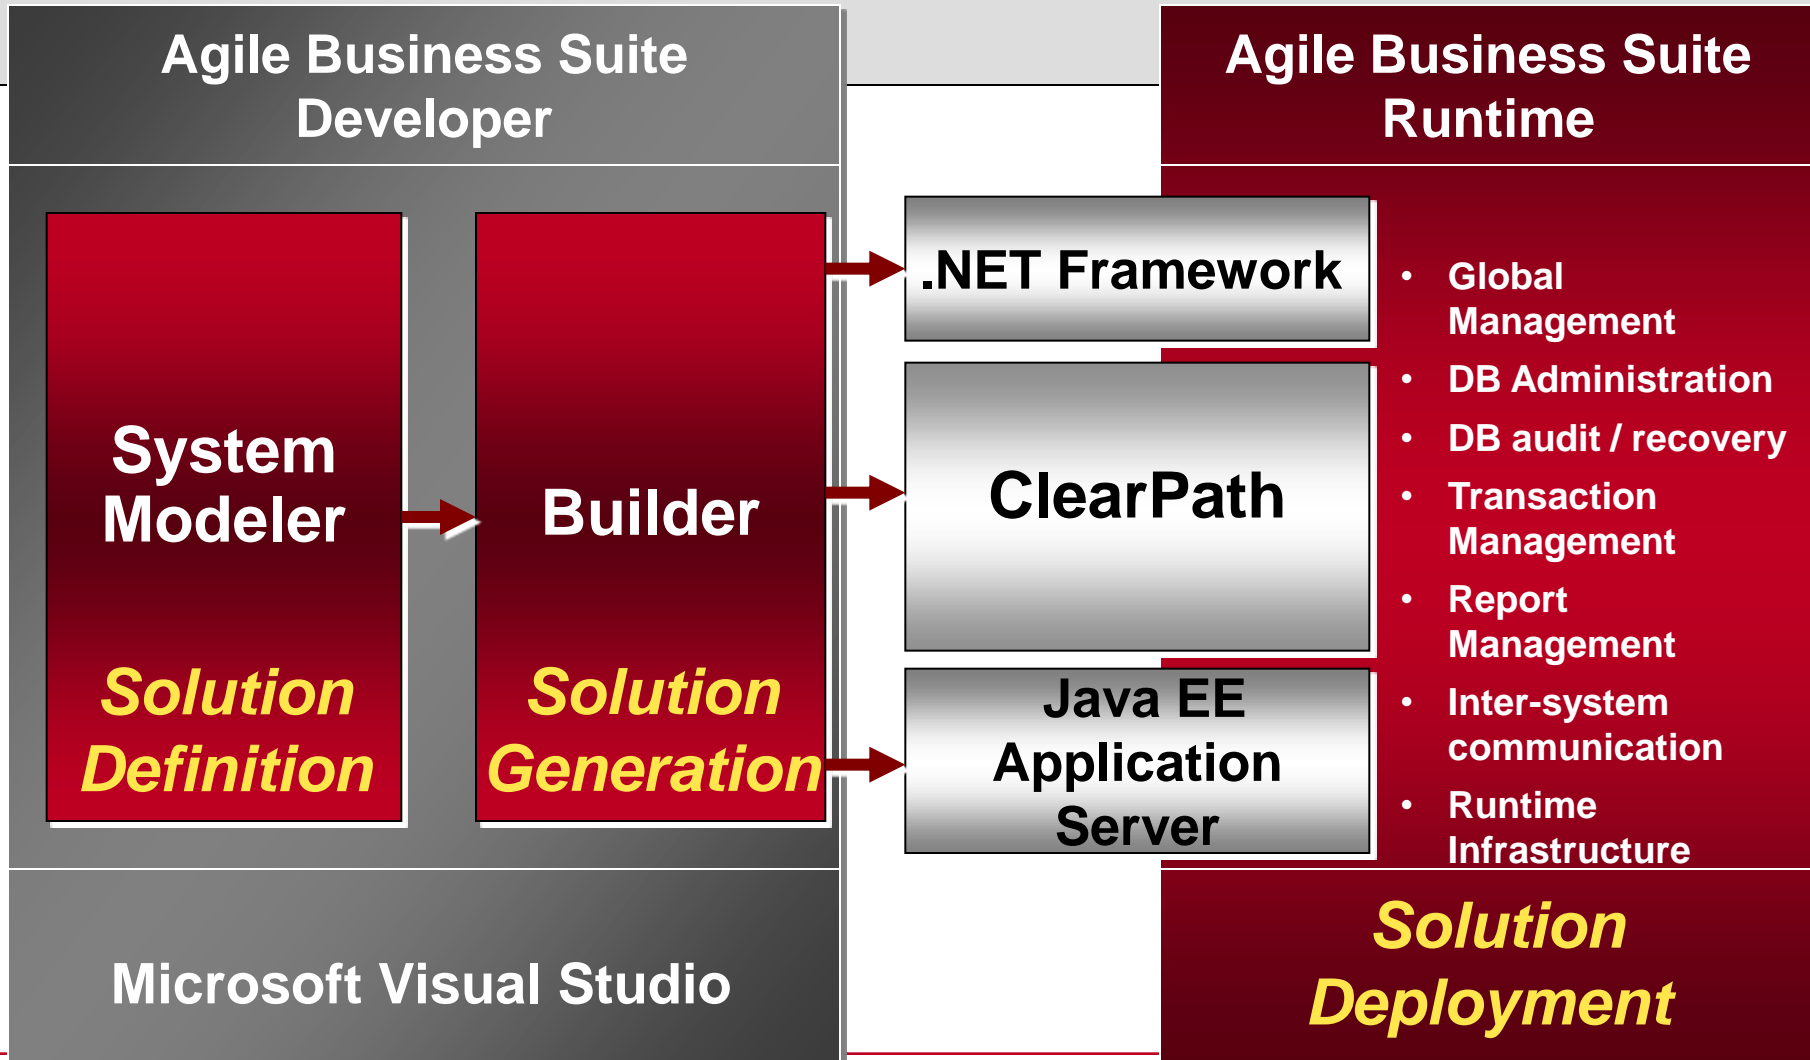 Agile Business Suite
Developer
System
Modeler
Solution
Definition
Builder
Solution
Generation
Microsoft Visual Studio
.NET Framework
ClearPath
Java EE
Application
Server
Agile Business Suite
Runtime
• Global
Management
• DB Administration
• DB audit / recovery
• Transaction
Management
• Report
Management
• Inter-system
communication
• Runtime
Infrastructure
Solution
Deployment